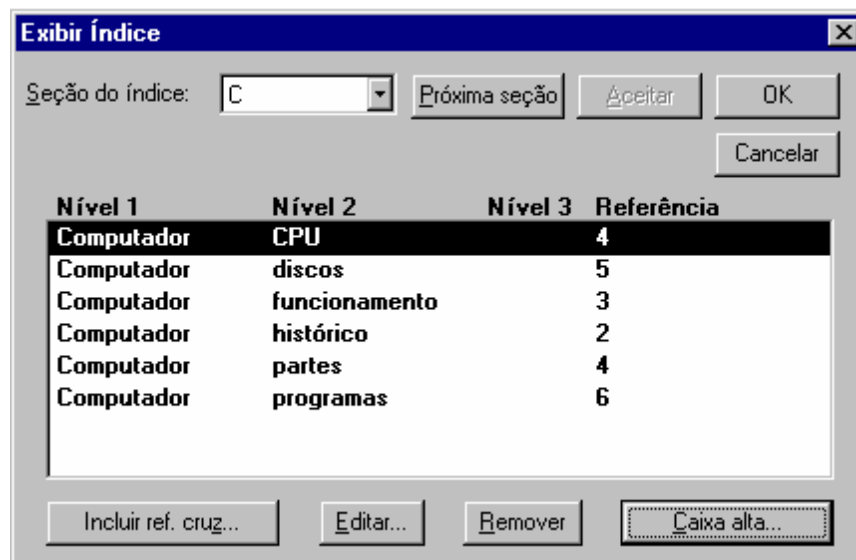 Exibir Índice
Seção do índice: C Próxima seção Aceitar OK
Cancelar
Nível 1 Nível 2 Nível 3 Referência
Computador CPU 4
Computador discos 5
Computador funcionamento 3
Computador histórico 2
Computador partes 4
Computador programas 6
Incluir ref. cruz... Editar... Remover Caixa alta...